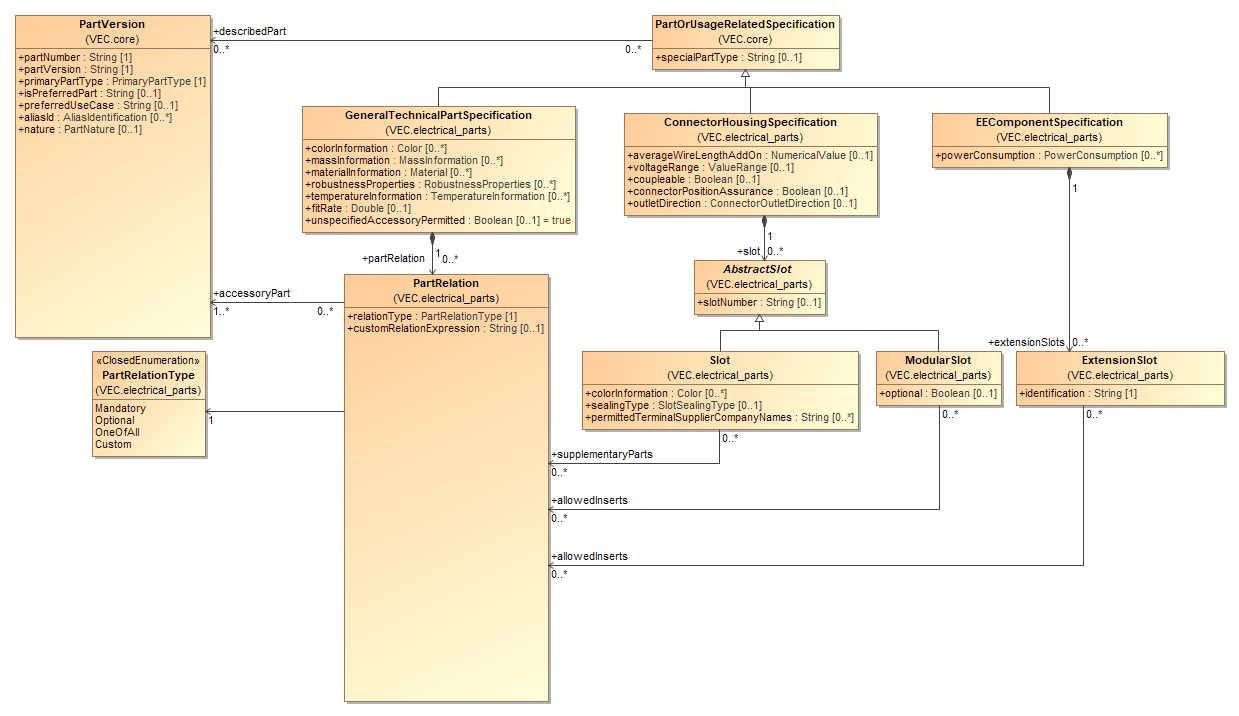 PartVersion
(VEC.core)
+partNumber : String [1]
+partVersion : String [1]
+primaryPartType : PrimaryPartType [1]
+isPreferredPart : String [0..1]
+preferredUseCase : String [0..1]
+aliasId : AliasIdentification [0..*]
+nature : PartNature [0..1]
+describedPart
0..*
0..*
PartOrUsageRelatedSpecification
(VEC.core)
+specialPartType : String [0..1]
GeneralTechnicalPartSpecification
(VEC.electrical_parts)
+colorInformation : Color [0..*]
+massInformation : MassInformation [0..*]
+materialInformation : Material [0..*]
+robustnessProperties : RobustnessProperties [0..*]
+temperatureInformation : TemperatureInformation [0..*]
+fitRate : Double [0..1]
+unspecifiedAccessoryPermitted : Boolean [0..1] = true
ConnectorHousingSpecification
(VEC.electrical_parts)
+averageWireLengthAddOn : NumericalValue [0..1]
+voltageRange : ValueRange [0..1]
+coupleable : Boolean [0..1]
+connectorPositionAssurance : Boolean [0..1]
+outletDirection : ConnectorOutletDirection [0..1]
EEComponentSpecification
(VEC.electrical_parts)
+powerConsumption : PowerConsumption [0..*]
1
+partRelation
1
0..*
1
+slot
0..*
AbstractSlot
(VEC.electrical_parts)
+slotNumber : String [0..1]
PartRelation
(VEC.electrical_parts)
+relationType : PartRelationType [1]
+customRelationExpression : String [0..1]
+accessoryPart
1..*
0..*
+extensionSlots
0..*
«ClosedEnumeration»
PartRelationType
(VEC.electrical_parts)
Mandatory
Optional
OneOfAll
Custom
1
Slot
(VEC.electrical_parts)
+colorInformation : Color [0..*]
+sealingType : SlotSealingType [0..1]
+permittedTerminalSupplierCompanyNames : String [0..*]
ModularSlot
(VEC.electrical_parts)
+optional : Boolean [0..1]
ExtensionSlot
(VEC.electrical_parts)
+identification : String [1]
0..*
0..*
0..*
+supplementaryParts
0..*
+allowedInserts
0..*
+allowedInserts
0..*